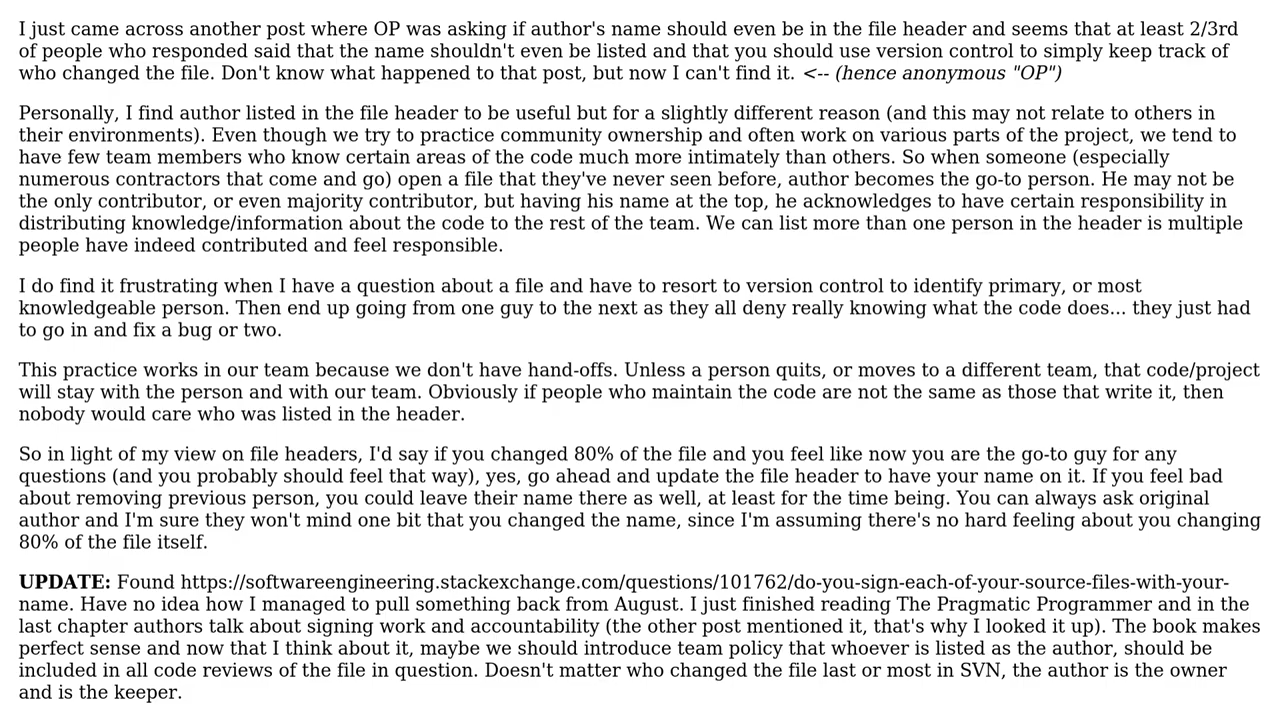 I just came across another post where OP was asking if author's name should even be in the file header and seems that at least 2/3rd
of people who responded said that the name shouldn't even be listed and that you should use version control to simply keep track of
who changed the file. Don't know what happened to that post, but now I can't find it. <-- (hence anonymous "OP")
Personally, I find author listed in the file header to be useful but for a slightly different reason (and this may not relate to others in
their environments). Even though we try to practice community ownership and often work on various parts of the project, we tend to
have few team members who know certain areas of the code much more intimately than others. So when someone (especially
numerous contractors that come and go) open a file that they've never seen before, author becomes the go-to person. He may not be
the only contributor, or even majority contributor, but having his name at the top, he acknowledges to have certain responsibility in
distributing knowledge/information about the code to the rest of the team. We can list more than one person in the header is multiple
people have indeed contributed and feel responsible.
I do find it frustrating when I have a question about a file and have to resort to version control to identify primary, or most
knowledgeable person. Then end up going from one guy to the next as they all deny really knowing what the code does... they just had
to go in and fix a bug or two.
This practice works in our team because we don't have hand-offs. Unless a person quits, or moves to a different team, that code/project
will stay with the person and with our team. Obviously if people who maintain the code are not the same as those that write it, then
nobody would care who was listed in the header.
So in light of my view on file headers, I'd say if you changed 80% of the file and you feel like now you are the go-to guy for any
questions (and you probably should feel that way), yes, go ahead and update the file header to have your name on it. If you feel bad
about removing previous person, you could leave their name there as well, at least for the time being. You can always ask original
author and I'm sure they won't mind one bit that you changed the name, since I'm assuming there's no hard feeling about you changing
80% of the file itself.
UPDATE: Found https://softwareengineering.stackexchange.com/questions/101762/do-you-sign-each-of-your-source-files-with-your-
name. Have no idea how I managed to pull something back from August. I just finished reading The Pragmatic Programmer and in the
last chapter authors talk about signing work and accountability (the other post mentioned it, that's why I looked it up). The book makes
perfect sense and now that I think about it, maybe we should introduce team policy that whoever is listed as the author, should be
included in all code reviews of the file in question. Doesn't matter who changed the file last or most in SVN, the author is the owner
and is the keeper.